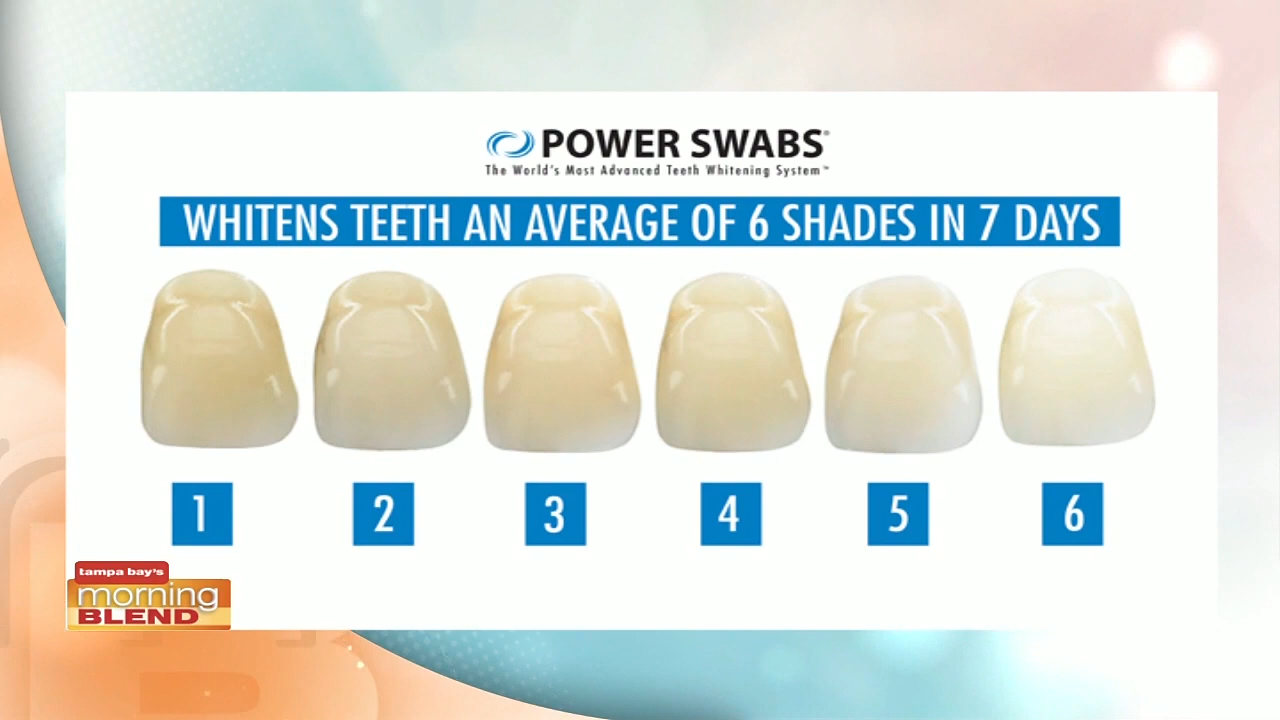 POWER SWABS®
The World's Most Advanced Teeth Whitening System™
WHITENS TEETH AN AVERAGE OF 6 SHADES IN 7 DAYS
1 2 3 4 5 6
tampa bay's
morning
BLEND